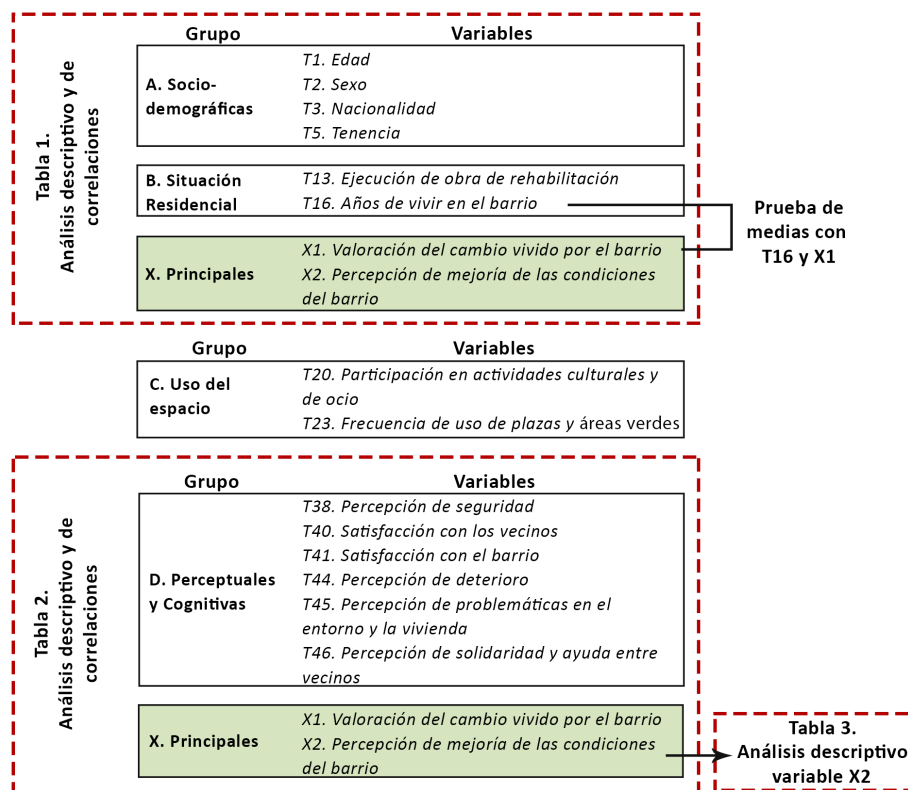 Tabla 1.
Análisis descriptivo y de
correlaciones
Grupo Variables
A. Socio-
demográficas
T1. Edad
T2. Sexo
T3. Nacionalidad
T5. Tenencia
B. Situación
Residencial
T13. Ejecución de obra de rehabilitación
T16. Años de vivir en el barrio
X. Principales
X1. Valoración del cambio vivido por el barrio
X2. Percepción de mejoría de las condiciones
del barrio
Prueba de
medias con
T16 y X1
Grupo Variables
C. Uso del
espacio
T20. Participación en actividades culturales y
de ocio
T23. Frecuencia de uso de plazas y áreas verdes
Tabla 2.
Análisis descriptivo y de
correlaciones
Grupo Variables
D. Perceptuales
y Cognitivas
T38. Percepción de seguridad
T40. Satisfacción con los vecinos
T41. Satisfacción con el barrio
T44. Percepción de deterioro
T45. Percepción de problemáticas en el
entorno y la vivienda
T46. Percepción de solidaridad y ayuda entre
vecinos
X. Principales
X1. Valoración del cambio vivido por el barrio
X2. Percepción de mejoría de las condiciones
del barrio
Tabla 3.
Análisis descriptivo
variable X2